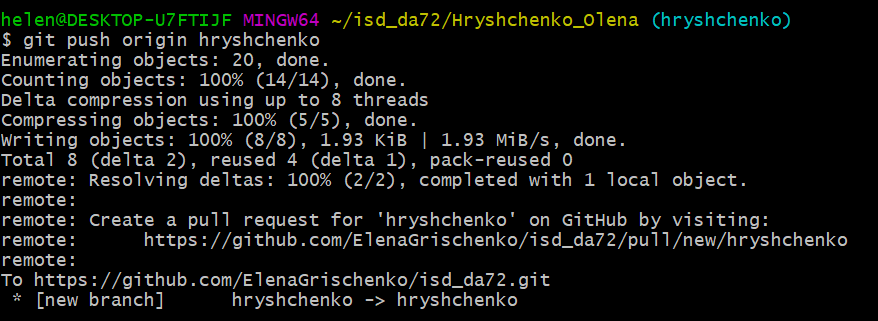 helen@DESKTOP-U7FTIJF MINGW64 ~/isd_da72/Hryshchenko_Olena (hryshchenko)
$ git push origin hryshchenko
Enumerating objects: 20, done.
Counting objects: 100% (14/14), done.
Delta compression using up to 8 threads
Compressing objects: 100% (5/5), done.
Writing objects: 100% (8/8), 1.93 KiB | 1.93 MiB/s, done.
Total 8 (delta 2), reused 4 (delta 1), pack-reused 0
remote: Resolving deltas: 100% (2/2), completed with 1 local object.
remote:
remote: Create a pull request for 'hryshchenko' on GitHub by visiting:
remote:      https://github.com/ElenaGrischenko/isd_da72/pull/new/hryshchenko
remote:
To https://github.com/ElenaGrischenko/isd_da72.git
 * [new branch]      hryshchenko -> hryshchenko